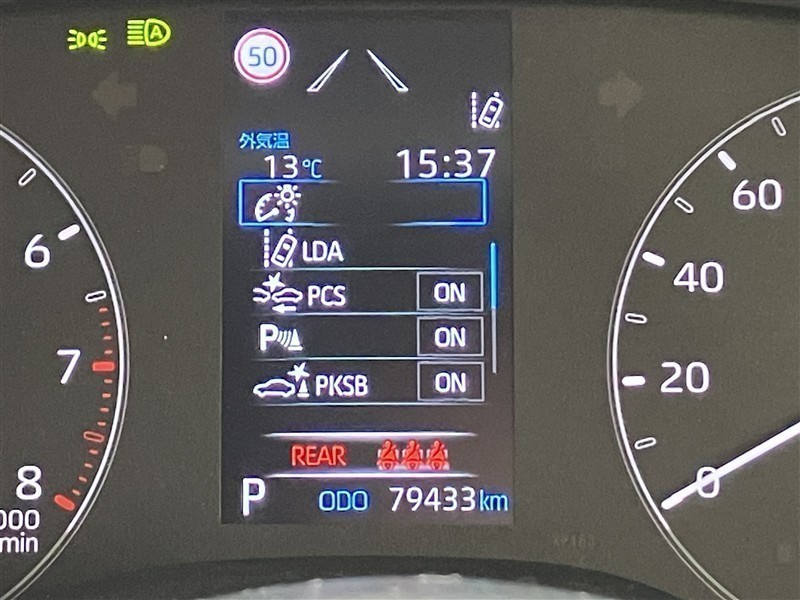 A
50
外気温
13℃ 15:37
LDA
PCS ON
P ON
PKSB ON
REAR
P ODO 79433km
6
7
8
000
min
60
40
20
0